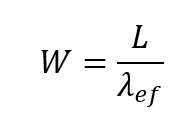 W = L / λ_ef